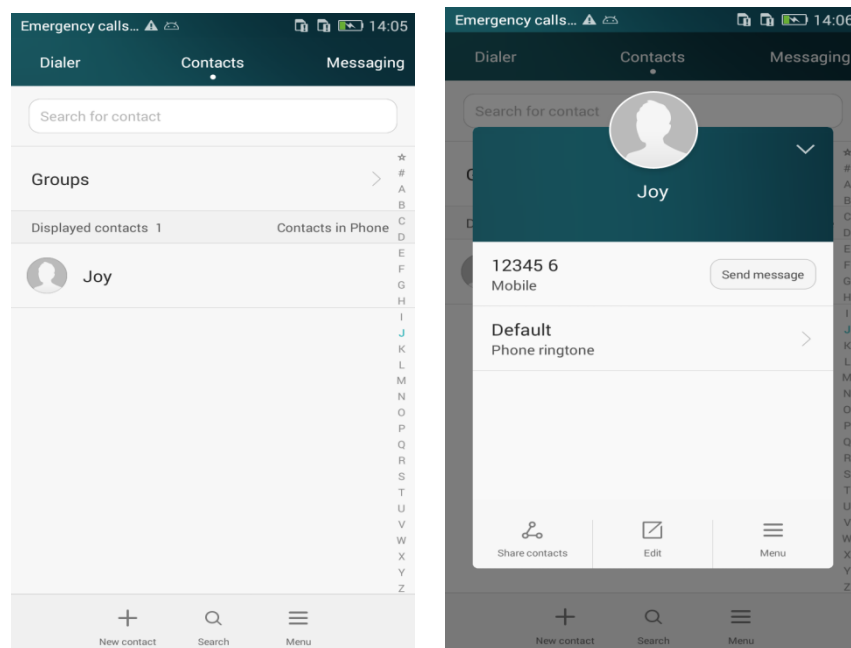 Emergency calls... 14:05
Dialer Contacts Messaging
Search for contact
Groups
Displayed contacts 1 Contacts in Phone
Joy
#
A
B
C
D
E
F
G
H
I
J
K
L
M
N
O
P
Q
R
S
T
U
V
W
X
Y
Z
New contact Search Menu
Emergency calls... 14:06
Dialer Contacts Messaging
Search for contact
Joy
12345 6
Mobile
Send message
Default
Phone ringtone
Share contacts Edit Menu
#
A
B
C
D
E
F
G
H
I
J
K
L
M
N
O
P
Q
R
S
T
U
V
W
X
Y
Z
New contact Search Menu